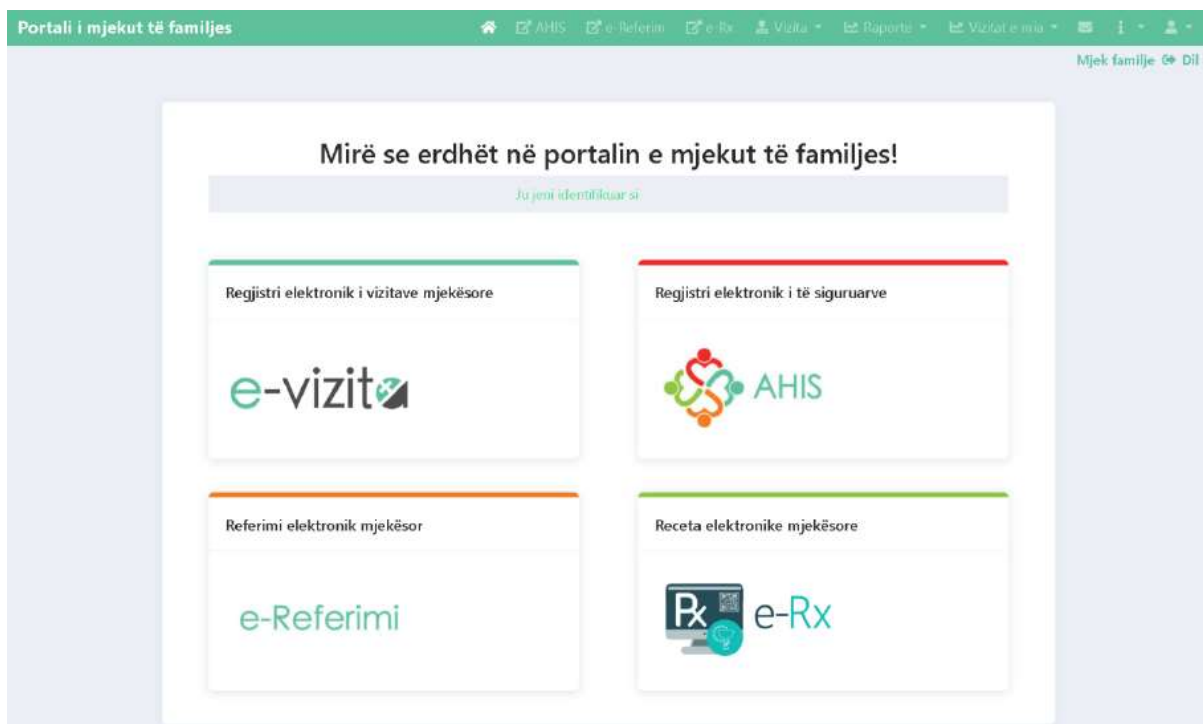 Portali i mjekut të familjes
AHIS e-Referim e-Rx Vizita Raporte Vizitat e mia
Mjek familje Dil
Mirë se erdhët në portalin e mjekut të familjes!
Ju jeni identifikuar si
Regjistri elektronik i vizitave mjekësore
Regjistri elektronik i të siguruarve
e-vizita
AHIS
Referimi elektronik mjekësor
Receta elektronike mjekësore
e-Referimi
Rx e-Rx